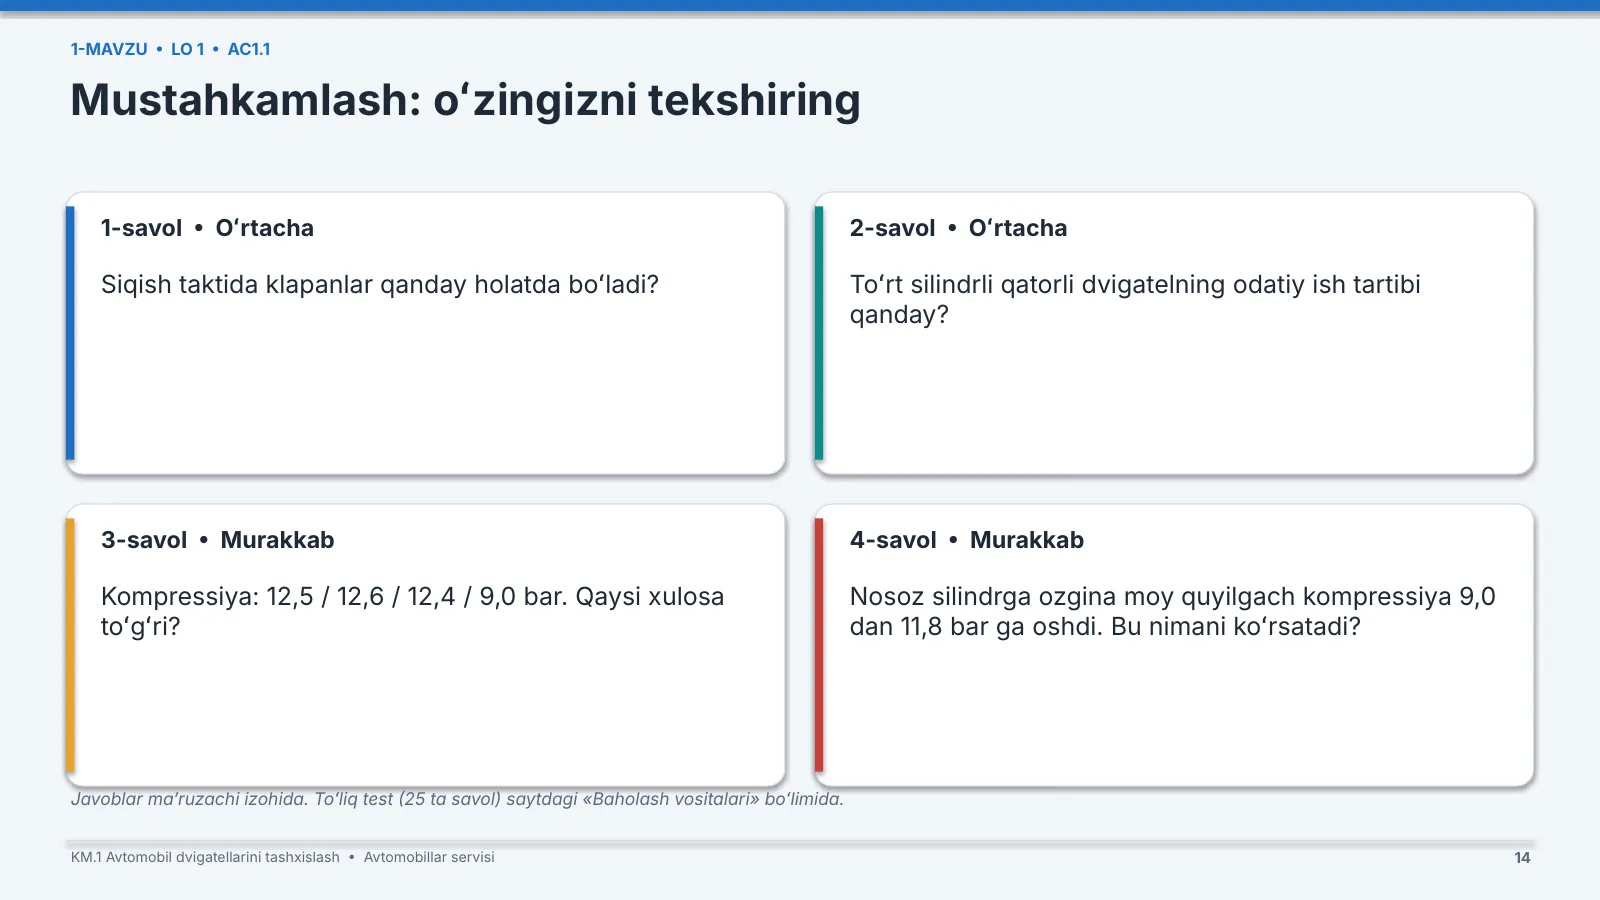 1-MAVZU • LO 1 • AC1.1
Mustahkamlash: oʻzingizni tekshiring
1-savol • Oʻrtacha
Siqish taktida klapanlar qanday holatda boʻladi?
2-savol • Oʻrtacha
Toʻrt silindrli qatorli dvigatelning odatiy ish tartibi
qanday?
3-savol • Murakkab
Kompressiya: 12,5 / 12,6 / 12,4 / 9,0 bar. Qaysi xulosa
toʻgʻri?
4-savol • Murakkab
Nosoz silindrga ozgina moy quyilgach kompressiya 9,0
dan 11,8 bar ga oshdi. Bu nimani koʻrsatadi?
Javoblar maʼruzachi izohida. Toʻliq test (25 ta savol) saytdagi «Baholash vositalari» boʻlimida.
KM.1 Avtomobil dvigatellarini tashxislash • Avtomobillar servisi
14